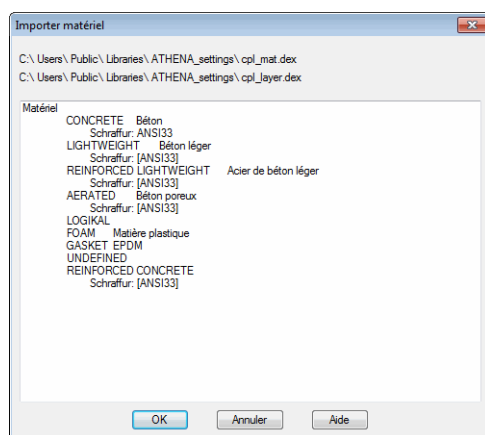 Importer matériel
C:\ Users\ Public\ Libraries\ ATHENA_settings\ cpl_mat.dex
C:\ Users\ Public\ Libraries\ ATHENA_settings\ cpl_layer.dex
Matériel
CONCRETE Béton
Schraffur: ANSI33
LIGHTWEIGHT Béton léger
Schraffur: [ANSI33]
REINFORCED LIGHTWEIGHT Acier de béton léger
Schraffur: [ANSI33]
AERATED Béton poreux
Schraffur: [ANSI33]
LOGIKAL
FOAM Matière plastique
GASKET EPDM
UNDEFINED
REINFORCED CONCRETE
Schraffur: [ANSI33]
OK Annuler Aide